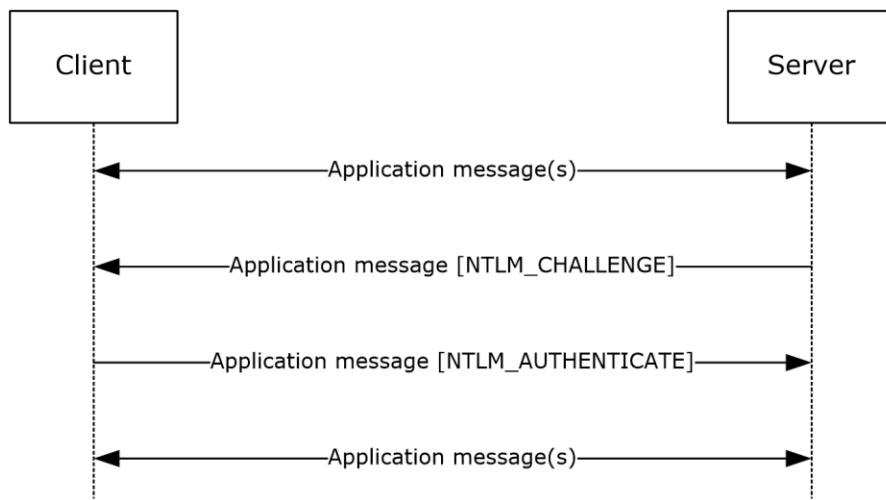 Client
Server
Application message(s)
Application message [NTLM_CHALLENGE]
Application message [NTLM_AUTHENTICATE]
Application message(s)